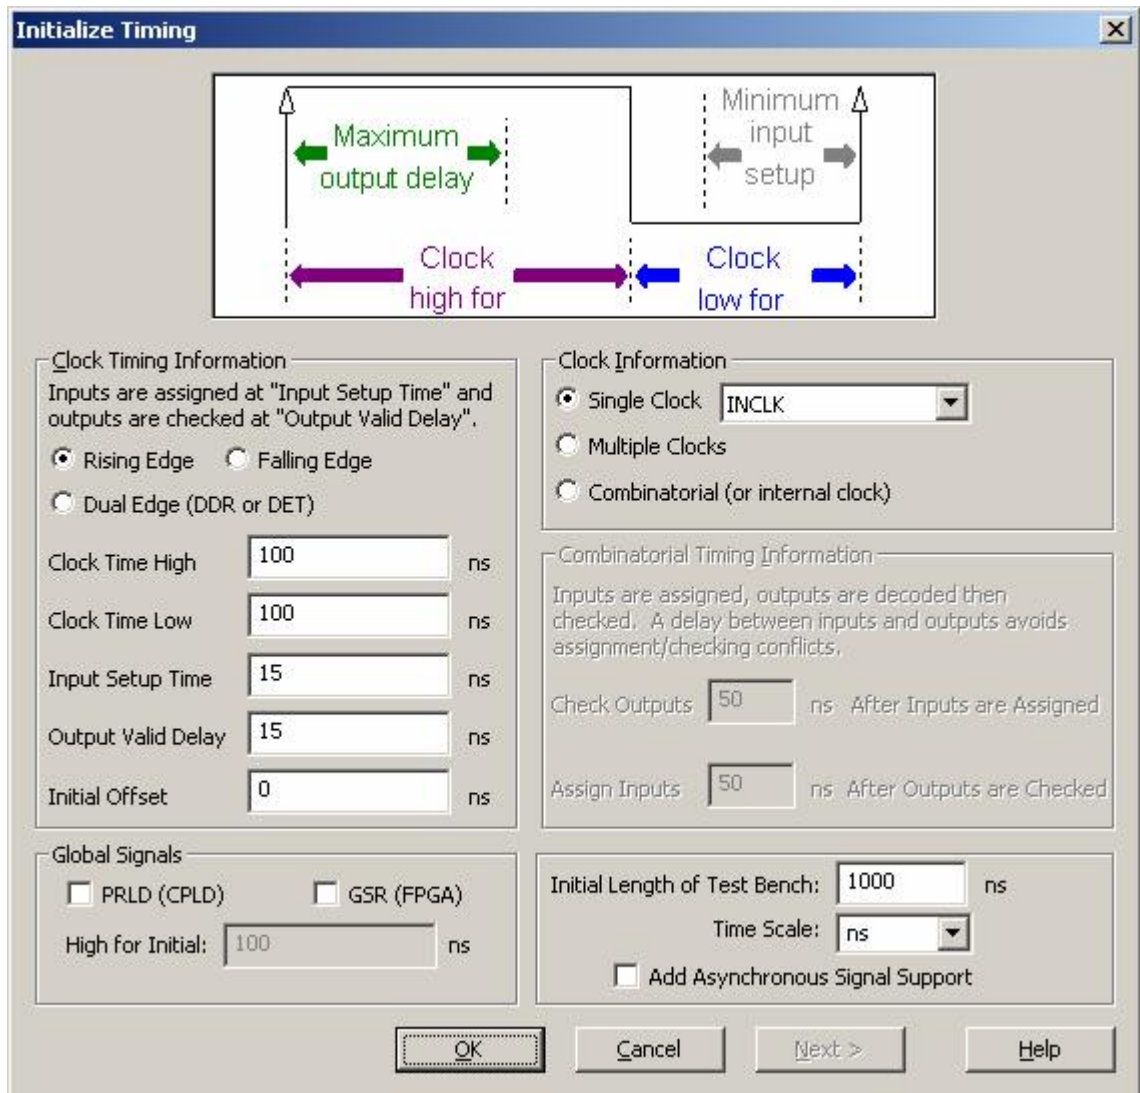 Initialize Timing
Maximum
output delay
Minimum
input
setup
Clock
high for
Clock
low for
Clock Timing Information
Inputs are assigned at "Input Setup Time" and
outputs are checked at "Output Valid Delay".
Rising Edge Falling Edge
Dual Edge (DDR or DET)
Clock Time High 100 ns
Clock Time Low 100 ns
Input Setup Time 15 ns
Output Valid Delay 15 ns
Initial Offset 0 ns
Clock Information
Single Clock INCLK
Multiple Clocks
Combinatorial (or internal clock)
Combinatorial Timing Information
Inputs are assigned, outputs are decoded then
checked. A delay between inputs and outputs avoids
assignment/checking conflicts.
Check Outputs 50 ns After Inputs are Assigned
Assign Inputs 50 ns After Outputs are Checked
Global Signals
PRLD (CPLD) GSR (FPGA)
High for Initial: 100 ns
Initial Length of Test Bench: 1000 ns
Time Scale: ns
Add Asynchronous Signal Support
OK Cancel Next > Help